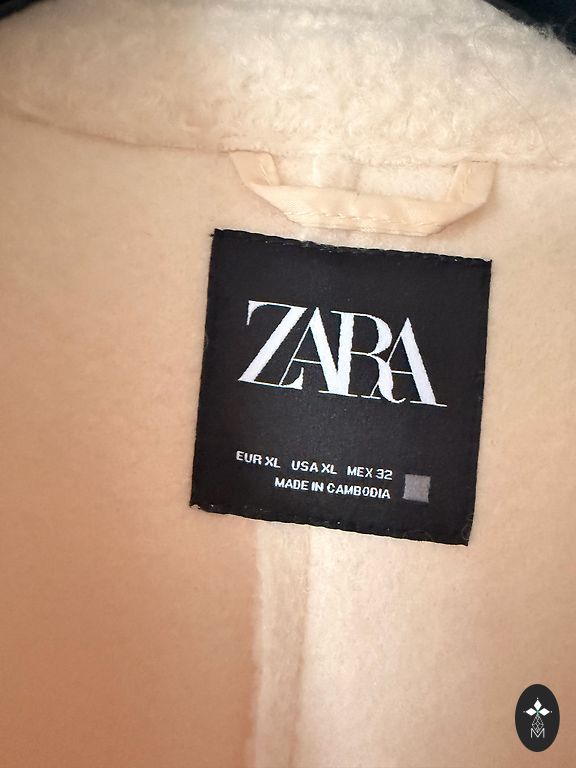 ZARA
EUR XL USA XL MEX 32
MADE IN CAMBODIA
M